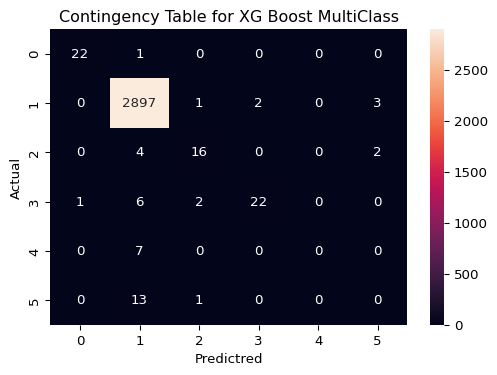 Contingency Table for XG Boost MultiClass
0 22 1 0 0 0 0
1 0 2897 1 2 0 3
2 0 4 16 0 0 2
3 1 6 2 22 0 0
4 0 7 0 0 0 0
5 0 13 1 0 0 0
0 1 2 3 4 5
Actual
Predictred
2500
2000
1500
1000
500
0